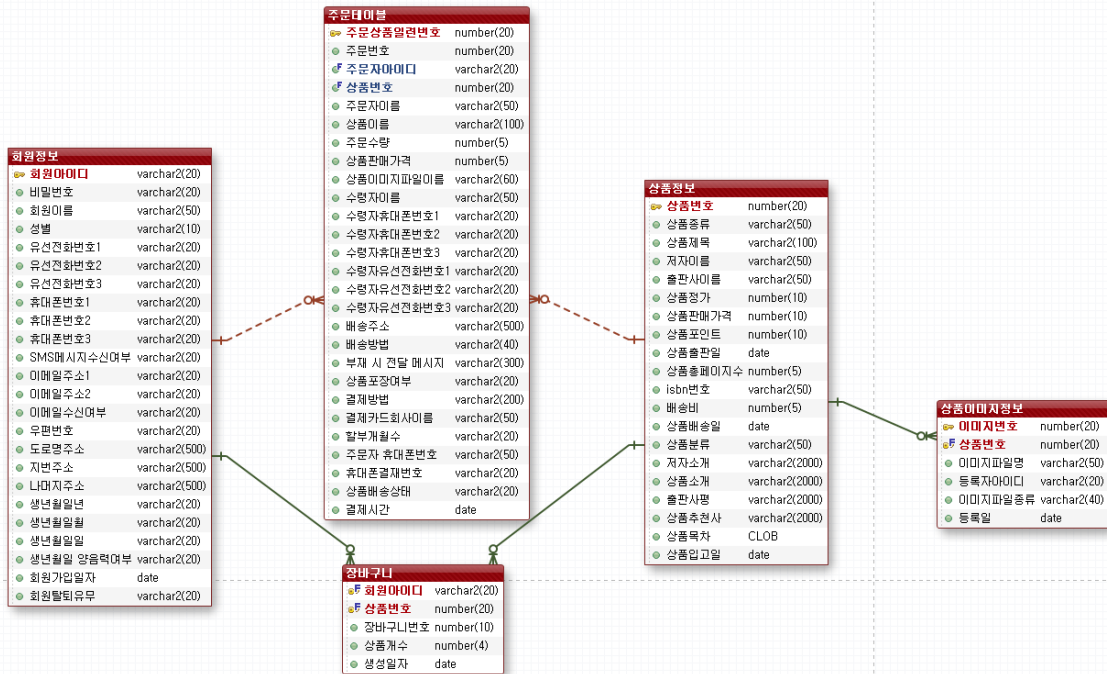 주문테이블
주문상품일련번호 number(20)
주문번호 number(20)
주문자아이디 varchar2(20)
상품번호 number(20)
주문자이름 varchar2(50)
상품이름 varchar2(100)
주문수량 number(5)
상품판매가격 number(5)
상품이미지파일이름 varchar2(60)
수령자이름 varchar2(50)
수령자휴대폰번호1 varchar2(20)
수령자휴대폰번호2 varchar2(20)
수령자휴대폰번호3 varchar2(20)
수령자유선전화번호1 varchar2(20)
수령자유선전화번호2 varchar2(20)
수령자유선전화번호3 varchar2(20)
배송주소 varchar2(500)
배송방법 varchar2(40)
부재 시 전달 메시지 varchar2(300)
상품포장여부 varchar2(20)
결제방법 varchar2(200)
결제카드회사이름 varchar2(50)
할부개월수 varchar2(20)
주문자 휴대폰번호 varchar2(50)
휴대폰결재번호 varchar2(20)
상품배송상태 varchar2(20)
결제시간 date
회원정보
회원아이디 varchar2(20)
비밀번호 varchar2(20)
회원이름 varchar2(50)
성별 varchar2(10)
유선전화번호1 varchar2(20)
유선전화번호2 varchar2(20)
유선전화번호3 varchar2(20)
휴대폰번호1 varchar2(20)
휴대폰번호2 varchar2(20)
휴대폰번호3 varchar2(20)
SMS메시지수신여부 varchar2(20)
이메일주소1 varchar2(20)
이메일주소2 varchar2(20)
이메일수신여부 varchar2(20)
우편번호 varchar2(20)
도로명주소 varchar2(500)
지번주소 varchar2(500)
나머지주소 varchar2(500)
생년월일년 varchar2(20)
생년월일월 varchar2(20)
생년월일일 varchar2(20)
생년월일 양음력여부 varchar2(20)
회원가입일자 date
회원탈퇴유무 varchar2(20)
상품정보
상품번호 number(20)
상품종류 varchar2(50)
상품제목 varchar2(100)
저자이름 varchar2(50)
출판사이름 varchar2(50)
상품정가 number(10)
상품판매가격 number(10)
상품포인트 number(10)
상품출판일 date
상품총페이지수 number(5)
isbn번호 varchar2(50)
배송비 number(5)
상품배송일 date
상품분류 varchar2(50)
저자소개 varchar2(2000)
상품소개 varchar2(2000)
출판사평 varchar2(2000)
상품추천사 varchar2(2000)
상품목차 CLOB
상품입고일 date
상품이미지정보
이미지번호 number(20)
상품번호 number(20)
이미지파일명 varchar2(50)
등록자아이디 varchar2(20)
이미지파일종류 varchar2(40)
등록일 date
장바구니
회원아이디 varchar2(20)
상품번호 number(20)
장바구니번호 number(10)
상품개수 number(4)
생성일자 date